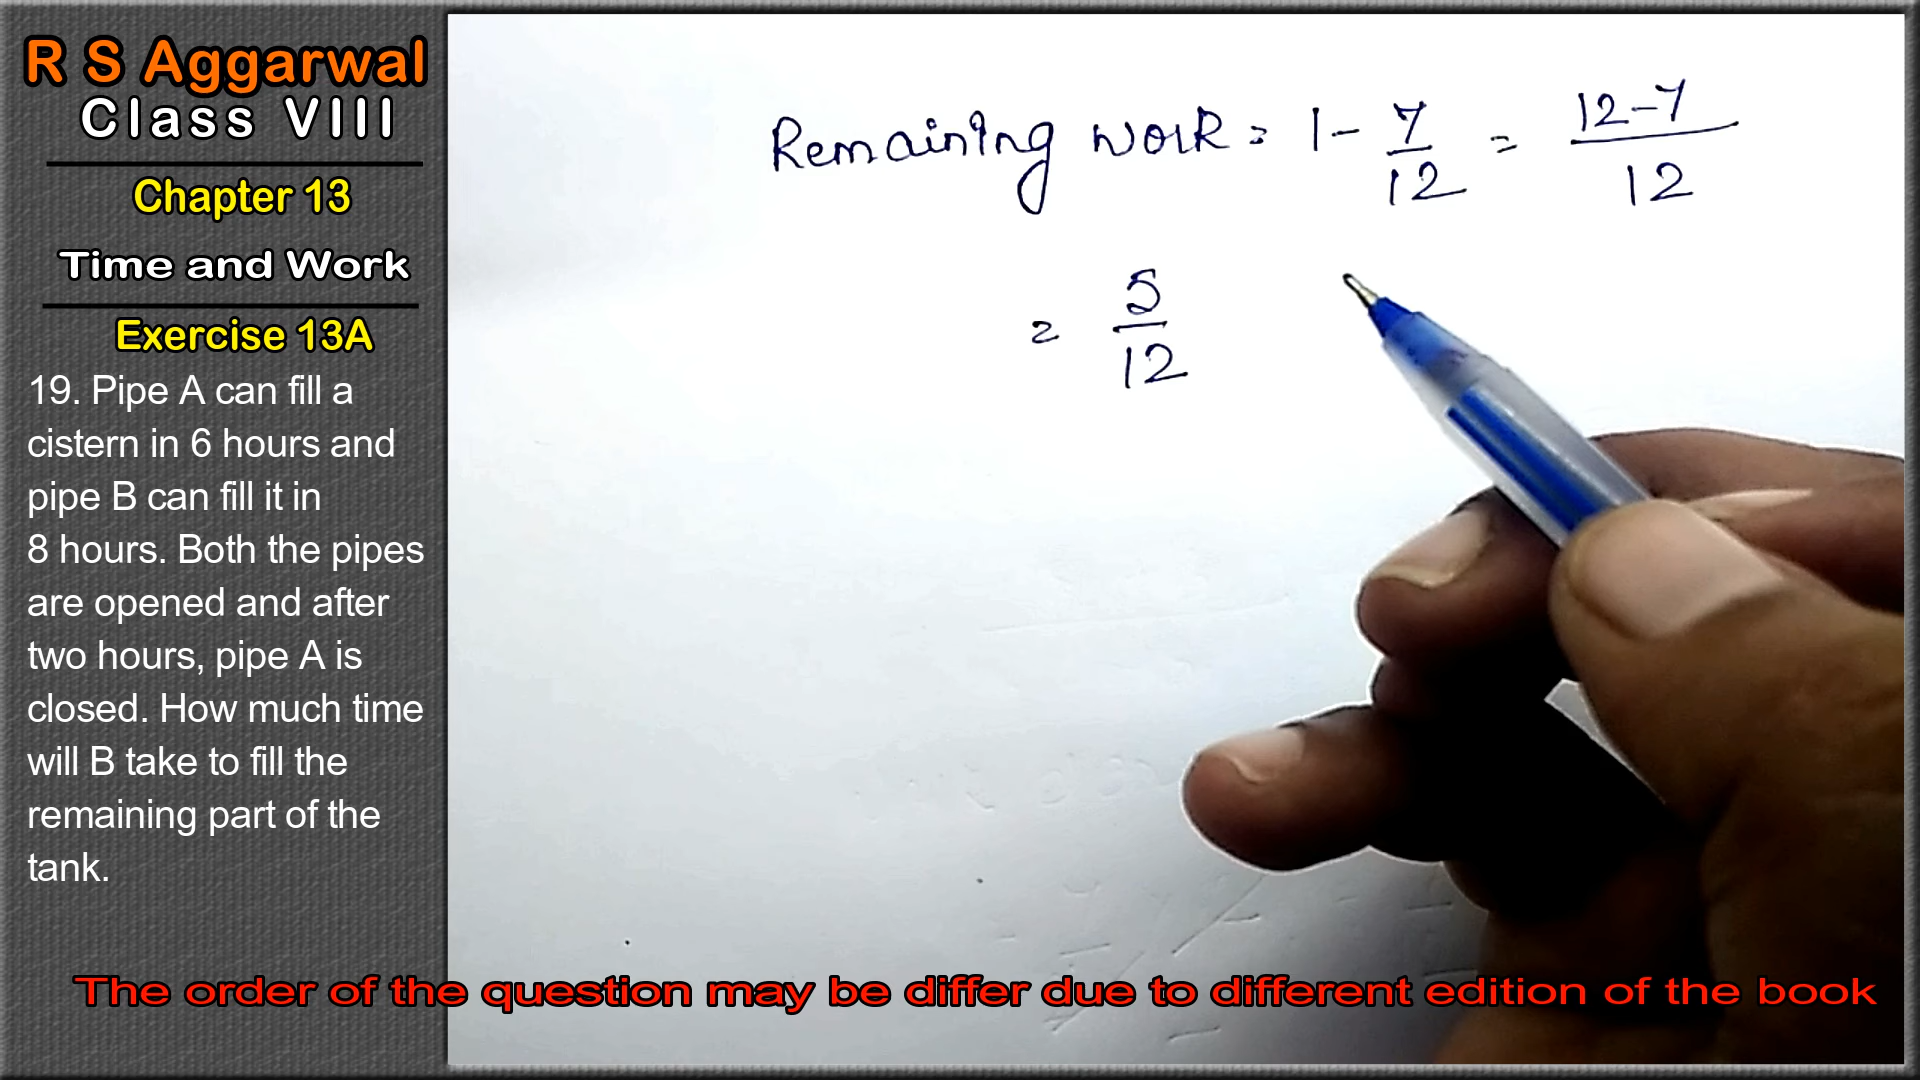 R S Aggarwal
Class VIII
Chapter 13
Time and Work
Exercise 13A
19. Pipe A can fill a
cistern in 6 hours and
pipe B can fill it in
8 hours. Both the pipes
are opened and after
two hours, pipe A is
closed. How much time
will B take to fill the
remaining part of the
tank.
Remaining work = 1 - 7/12 = 12-7/12
= 5/12
The order of the question may be differ due to different edition of the book